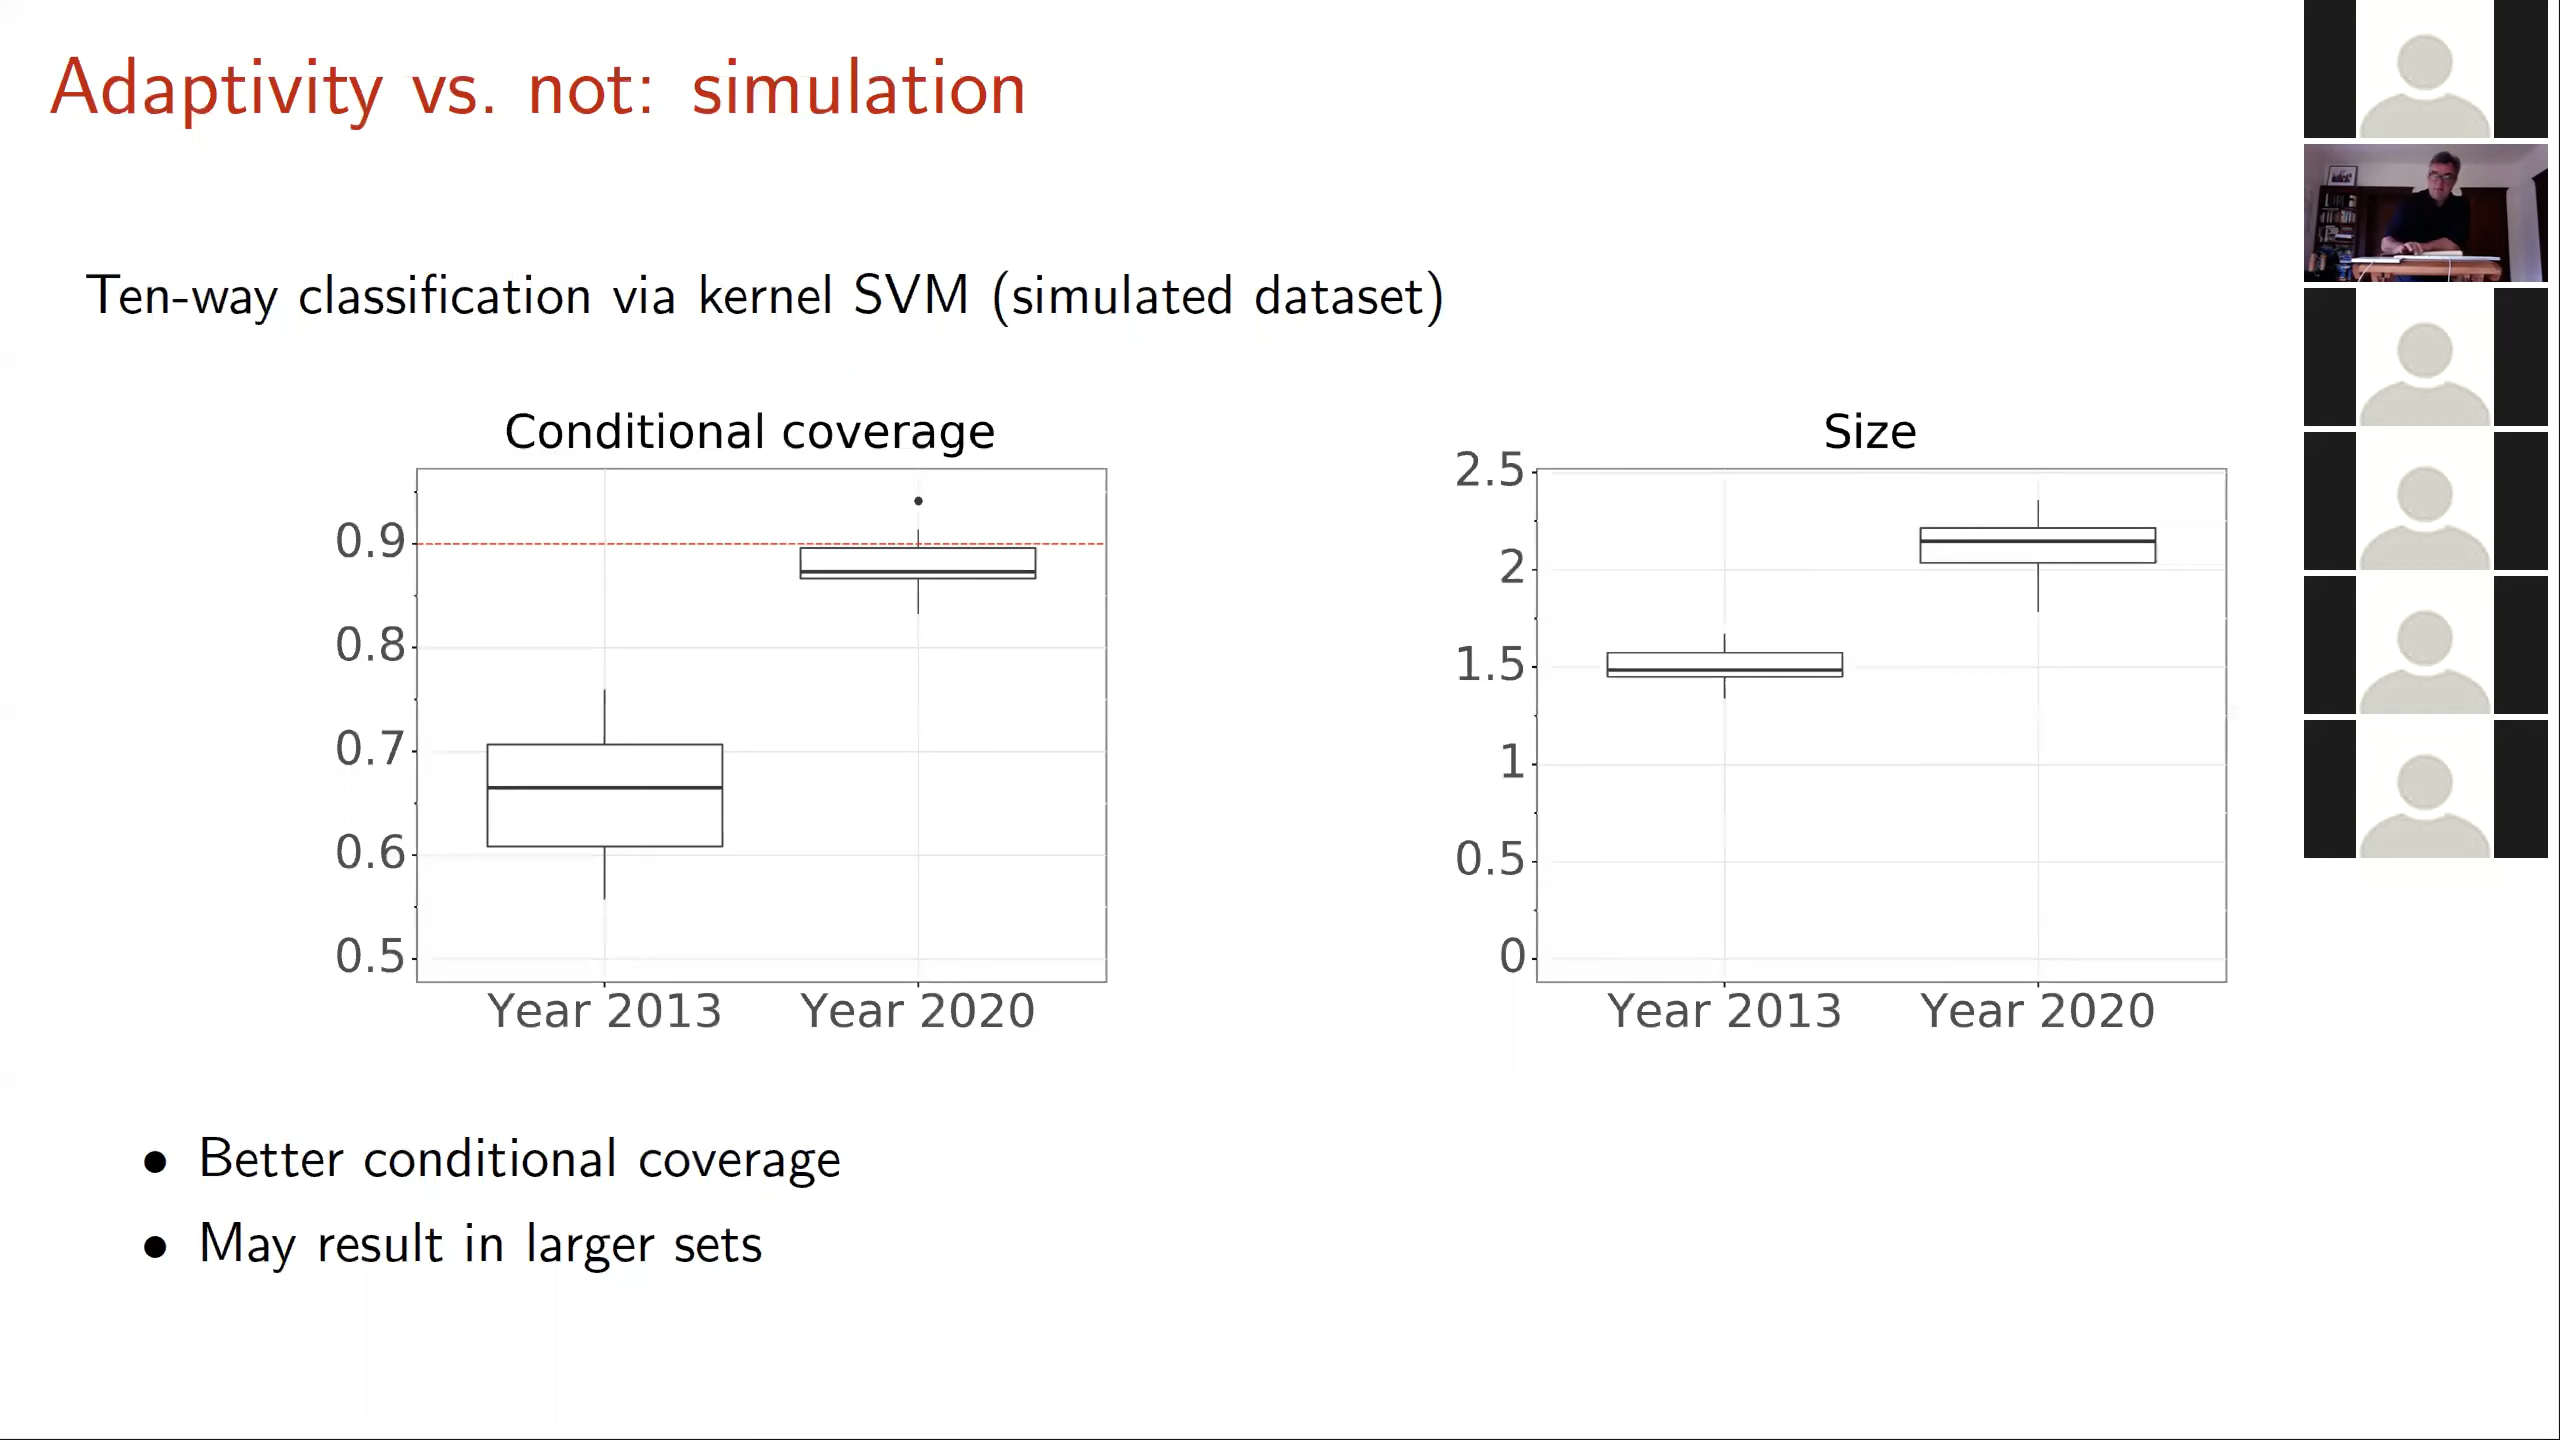 Adaptivity vs. not: simulation
Ten-way classification via kernel SVM (simulated dataset)
Conditional coverage
0.9
0.8
0.7
0.6
0.5
Year 2013 Year 2020
Size
2.5
2
1.5
1
0.5
0
Year 2013 Year 2020
• Better conditional coverage
• May result in larger sets